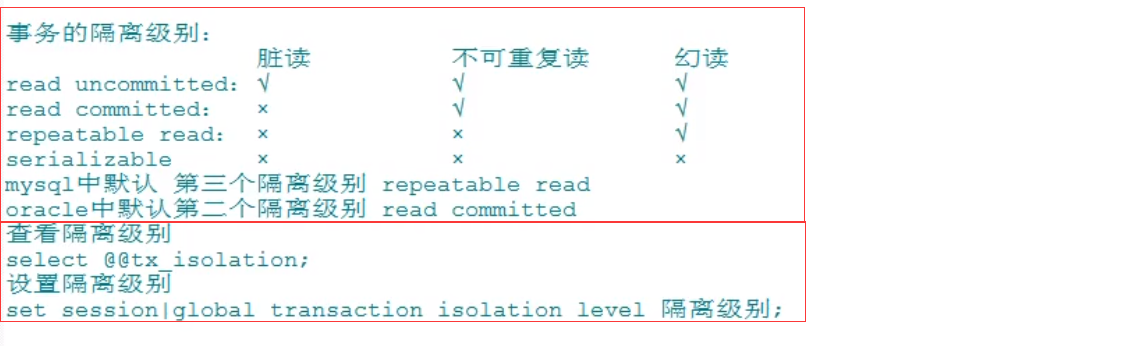 事务的隔离级别：
脏读 不可重复读 幻读
read uncommitted: √ √ √
read committed: × √ √
repeatable read: × × √
serializable × × ×
mysql中默认 第三个隔离级别 repeatable read
oracle中默认第二个隔离级别 read committed
查看隔离级别
select @@tx_isolation;
设置隔离级别
set session|global transaction isolation level 隔离级别;